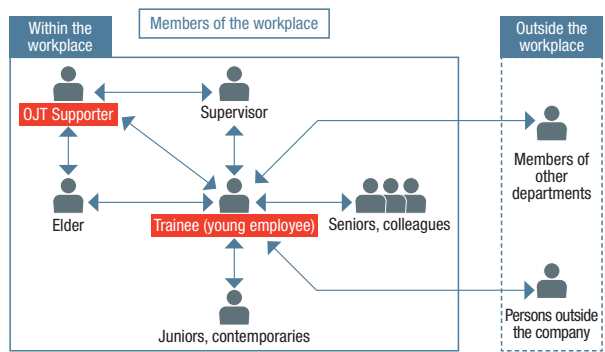 Within the
workplace
Members of the workplace
Outside the
workplace
OJT Supporter
Supervisor
Members of
other
departments
Elder
Trainee (young employee)
Seniors, colleagues
Juniors, contemporaries
Persons outside
the company